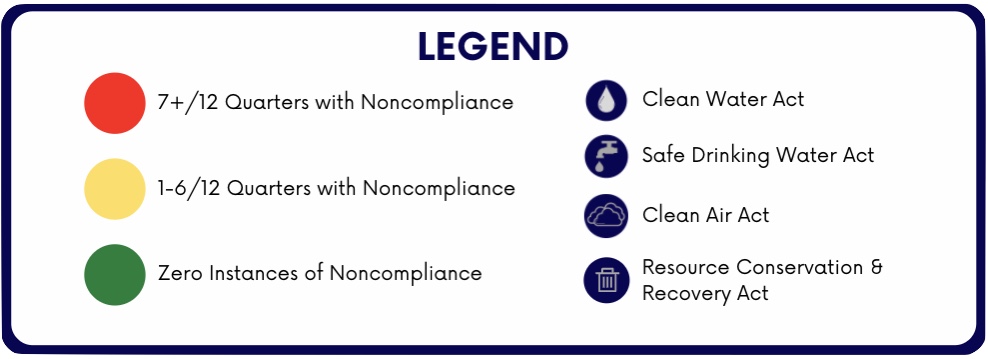 LEGEND
7+/12 Quarters with Noncompliance
1-6/12 Quarters with Noncompliance
Zero Instances of Noncompliance
Clean Water Act
Safe Drinking Water Act
Clean Air Act
Resource Conservation &
Recovery Act